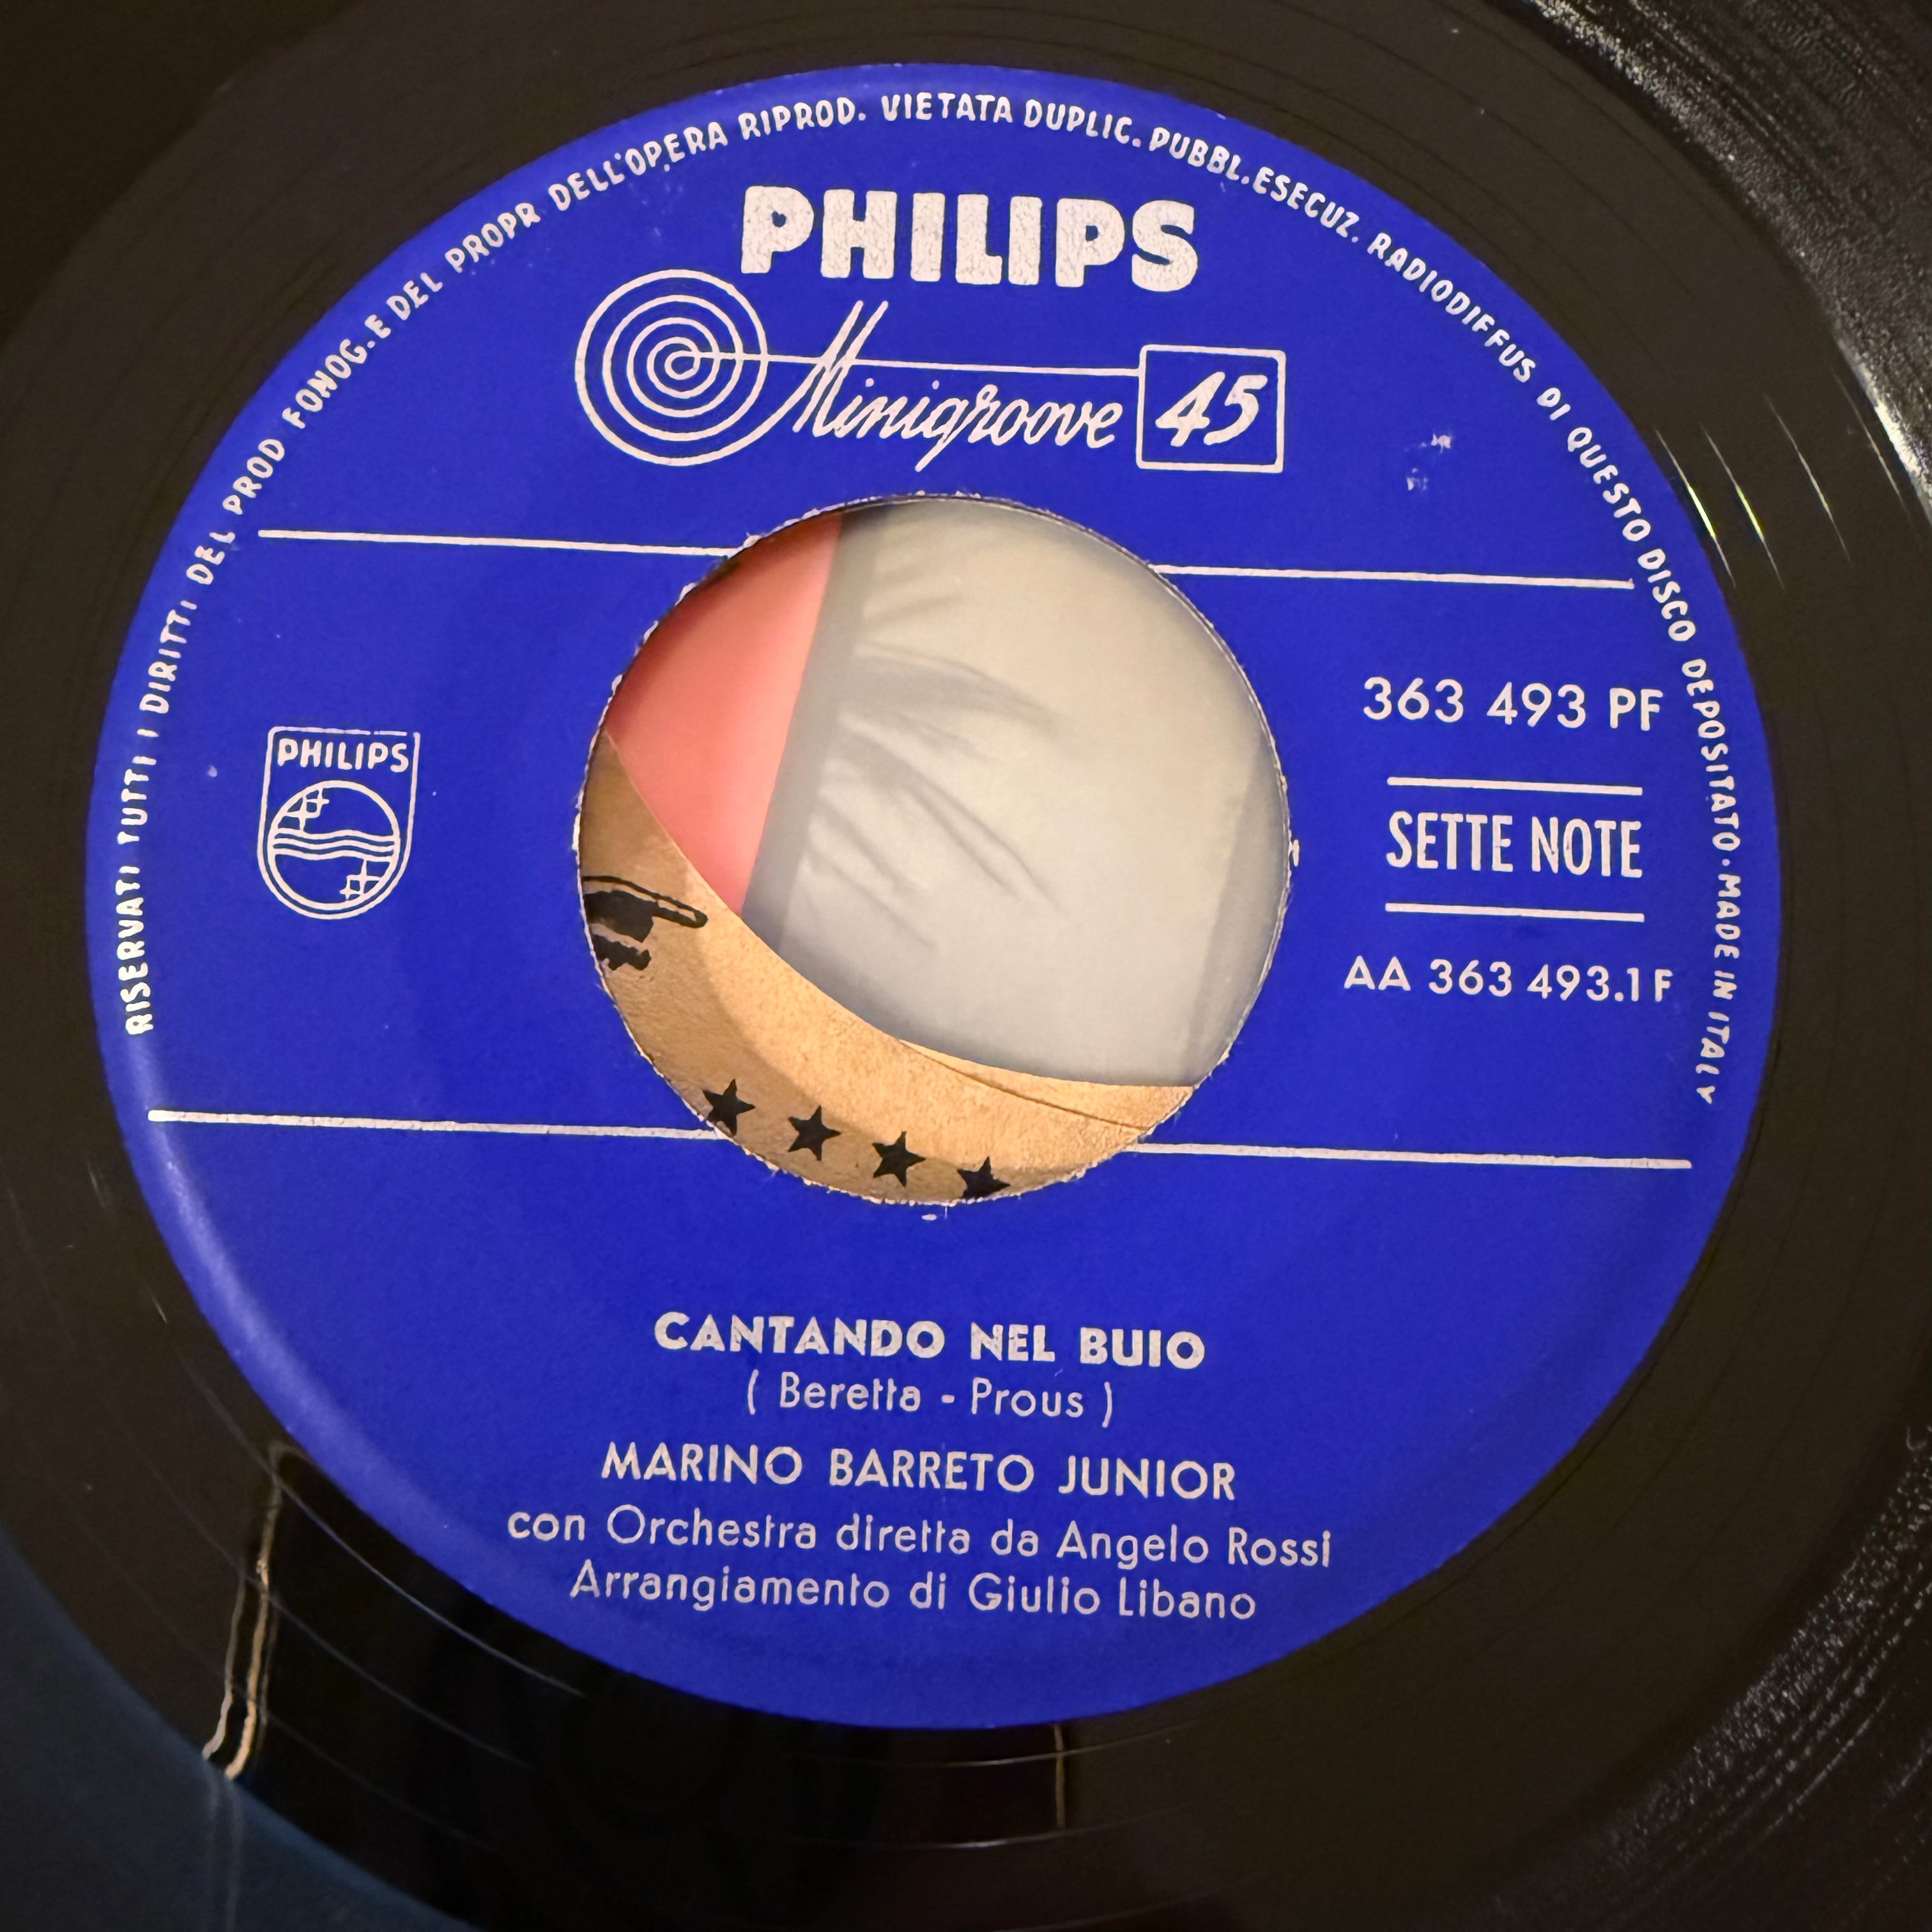 RISERVATI TUTTI I DIRITTI DEL PROD FONOG. E DEL PROPR DELL'OPERA RIPROD. VIETATA DUPLIC. PUBBL. ESECUZ. RADIODIFFUS DI QUESTO DISCO DEPOSITATO · MADE IN ITALY
PHILIPS
Minigroove 45
363 493 PF
PHILIPS
SETTE NOTE
AA 363 493.1F
CANTANDO NEL BUIO
( Beretta - Prous )
MARINO BARRETO JUNIOR
con Orchestra diretta da Angelo Rossi
Arrangiamento di Giulio Libano